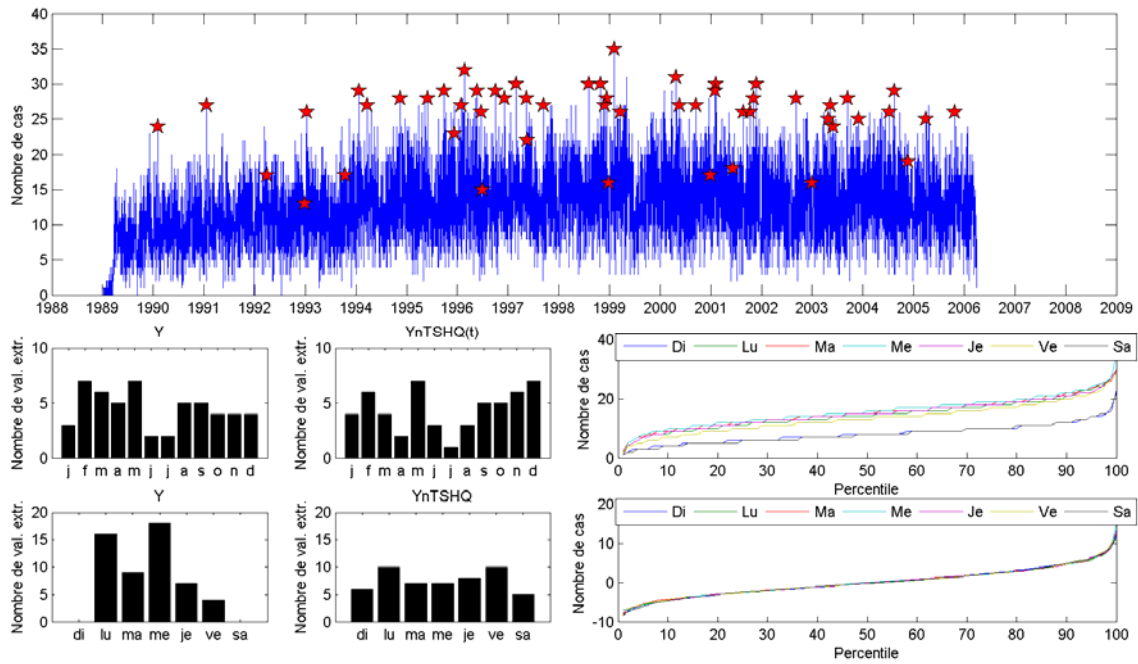 40
35
30
25
20
15
10
5
0
Nombre de cas
1988 1989 1990 1991 1992 1993 1994 1995 1996 1997 1998 1999 2000 2001 2002 2003 2004 2005 2006 2007 2008 2009
Y
10
5
0
Nombre de val. extr.
j f m a m j j a s o n d
YnTSHQ(t)
10
5
0
Nombre de val. extr.
j f m a m j j a s o n d
40
20
0
Nombre de cas
Di Lu Ma Me Je Ve Sa
0 10 20 30 40 50 60 70 80 90 100
Percentile
Y
20
15
10
5
0
Nombre de val. extr.
di lu ma me je ve sa
YnTSHQ
20
15
10
5
0
Nombre de val. extr.
di lu ma me je ve sa
20
10
0
-10
Nombre de cas
Di Lu Ma Me Je Ve Sa
0 10 20 30 40 50 60 70 80 90 100
Percentile